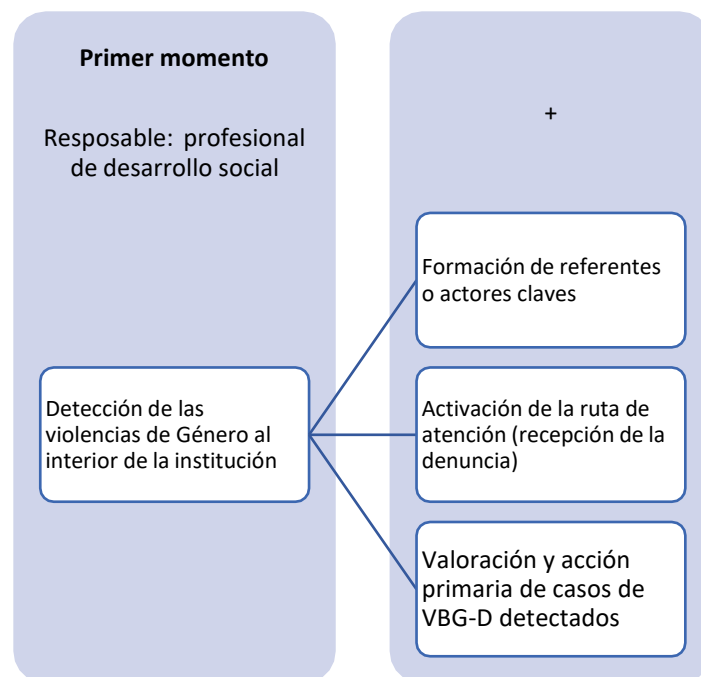 Primer momento
Resposable: profesional
de desarrollo social
Detección de las
violencias de Género al
interior de la institución
+
Formación de referentes
o actores claves
Activación de la ruta de
atención (recepción de la
denuncia)
Valoración y acción
primaria de casos de
VBG-D detectados